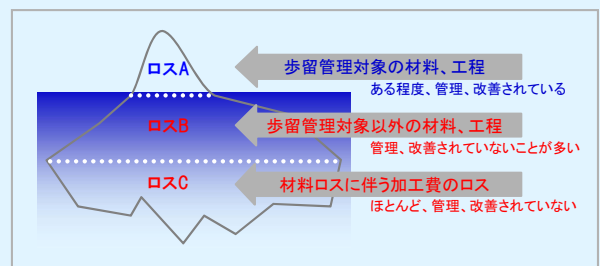 ロスA
歩留管理対象の材料、工程
ある程度、管理、改善されている
ロスB
歩留管理対象以外の材料、工程
管理、改善されていないことが多い
ロスC
材料ロスに伴う加工費のロス
ほとんど、管理、改善されていない